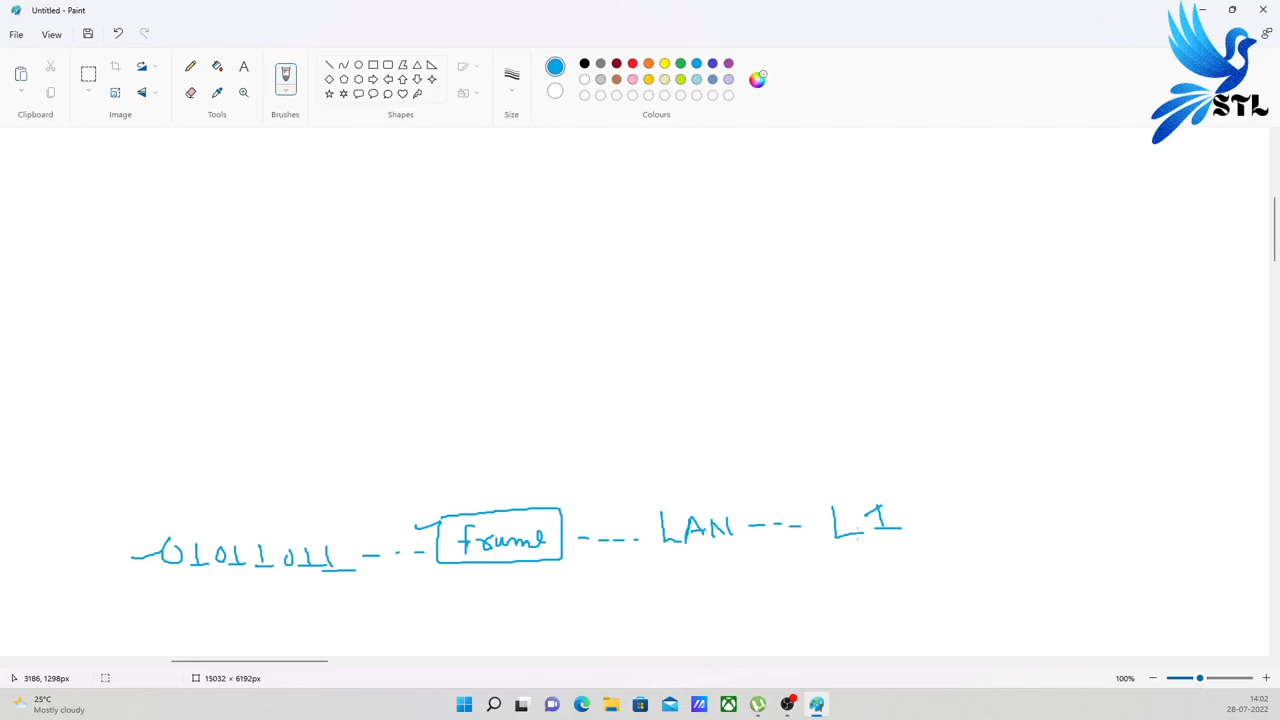 Untitled - Paint
File View
STL
Clipboard Image Tools Brushes Shapes Size Colours
01011011 --- frame ---- LAN --- L1
3186, 1298px 15032 × 6192px 100%
25°C 14:02
Mostly cloudy 28-07-2022